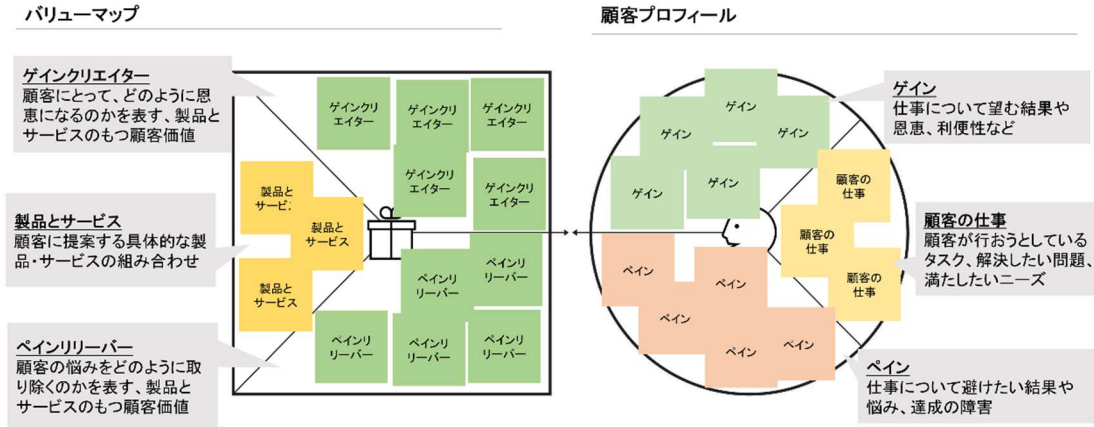 バリューマップ
顧客プロフィール
ゲインクリエイター
顧客にとって、どのように恩
恵になるのかを表す、製品と
サービスのもつ顧客価値
製品とサービス
顧客に提案する具体的な製
品・サービスの組み合わせ
ペインリリーバー
顧客の悩みをどのように取
り除くのかを表す、製品と
サービスのもつ顧客価値
ゲインクリ
エイター
ゲインクリ
エイター
ゲインクリ
エイター
ゲインクリ
エイター
ゲインクリ
エイター
製品と
サービス
製品と
サービス
製品と
サービス
ペインリ
リーバー
ペインリ
リーバー
ペインリ
リーバー
ペインリ
リーバー
ペインリ
リーバー
ゲイン
ゲイン
ゲイン
ゲイン
ゲイン
顧客の
仕事
顧客の
仕事
顧客の
仕事
ペイン
ペイン
ペイン
ペイン
ペイン
ゲイン
仕事について望む結果や
恩恵、利便性など
顧客の仕事
顧客が行おうとしている
タスク、解決したい問題、
満たしたいニーズ
ペイン
仕事について避けたい結果や
悩み、達成の障害